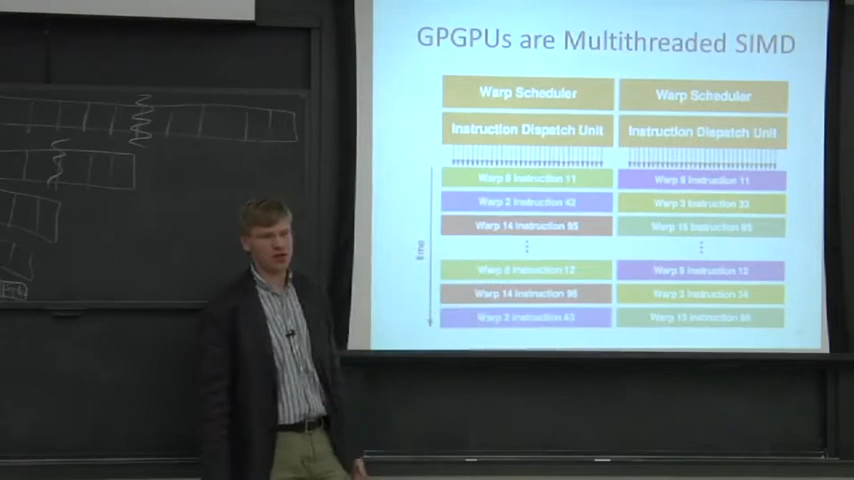 GPGPUs are Multithreaded SIMD
Warp Scheduler Warp Scheduler
Instruction Dispatch Unit Instruction Dispatch Unit
Warp 8 Instruction 11 Warp 9 Instruction 11
Warp 2 Instruction 42 Warp 3 Instruction 33
Warp 14 Instruction 95 Warp 15 Instruction 95
time
Warp 8 Instruction 12 Warp 9 Instruction 12
Warp 14 Instruction 96 Warp 3 Instruction 34
Warp 2 Instruction 43 Warp 15 Instruction 96